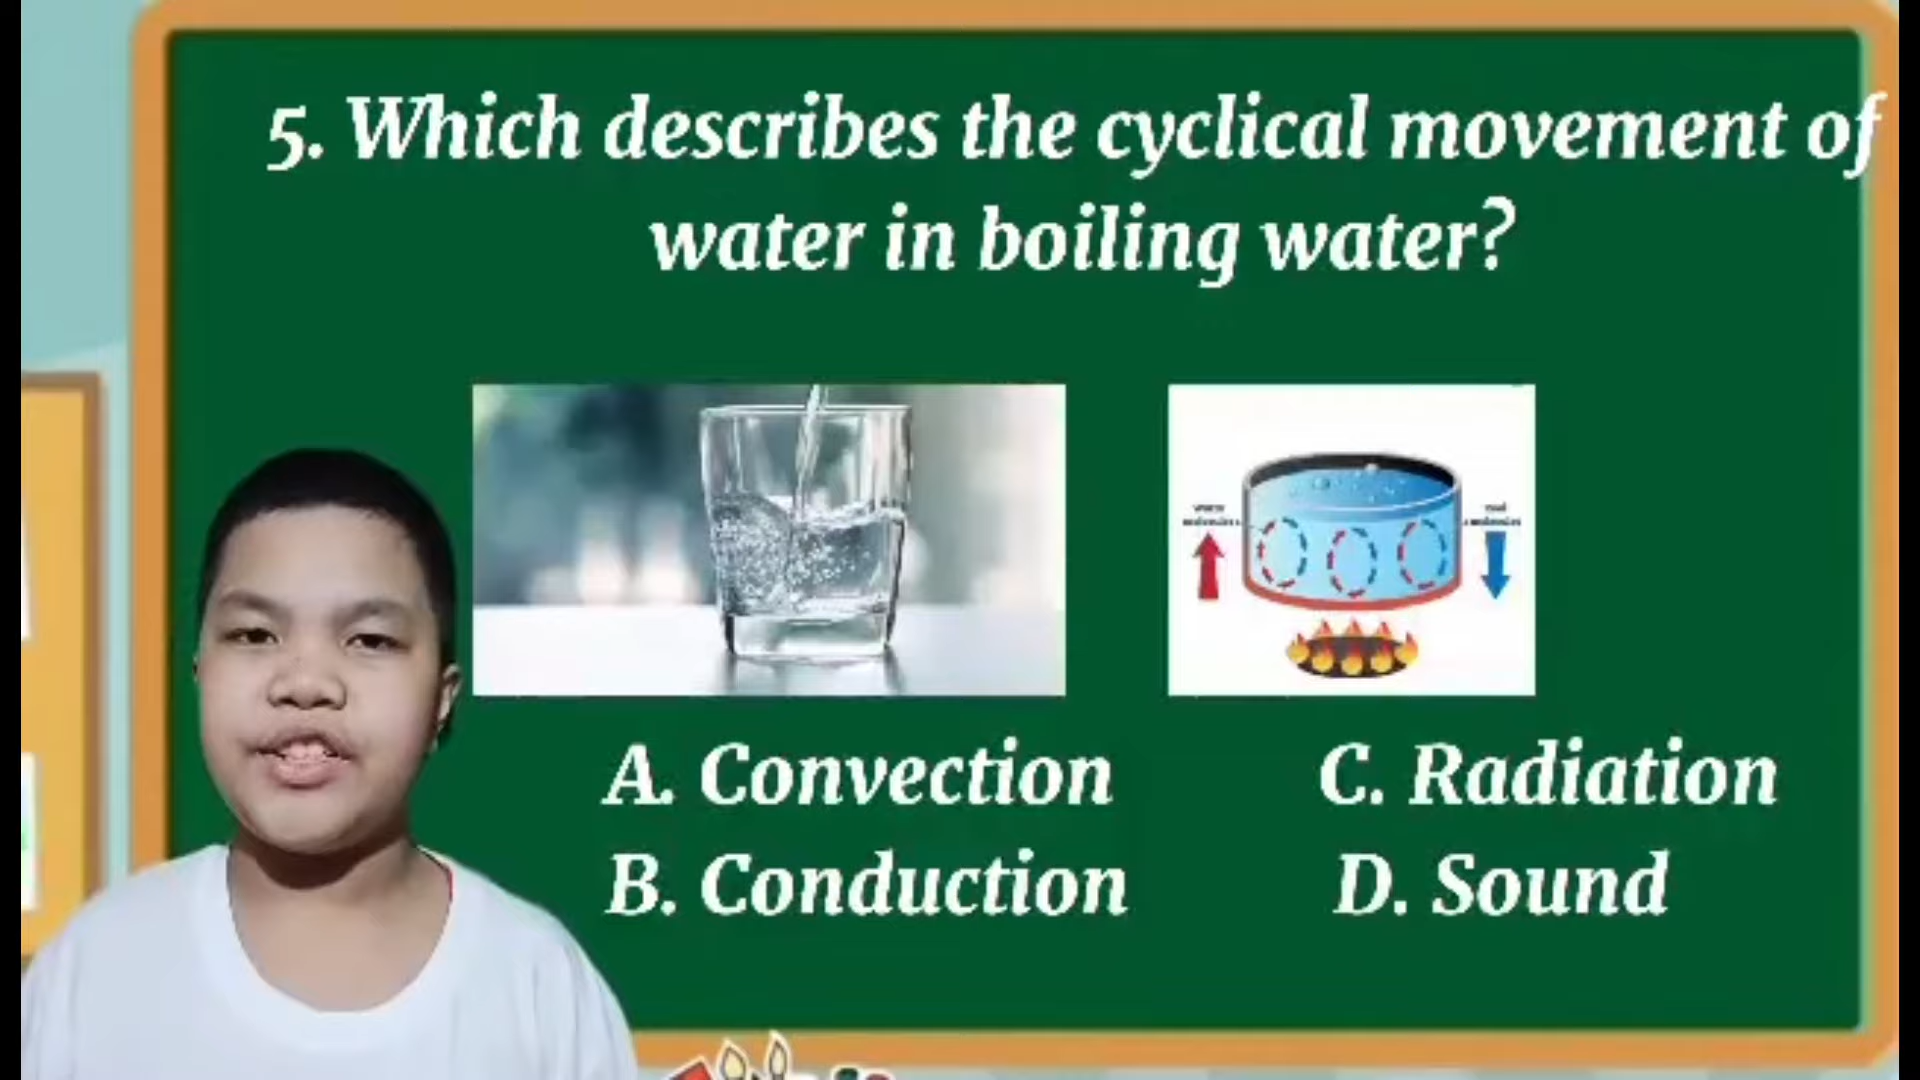 5. Which describes the cyclical movement of
water in boiling water?
A. Convection
C. Radiation
B. Conduction
D. Sound